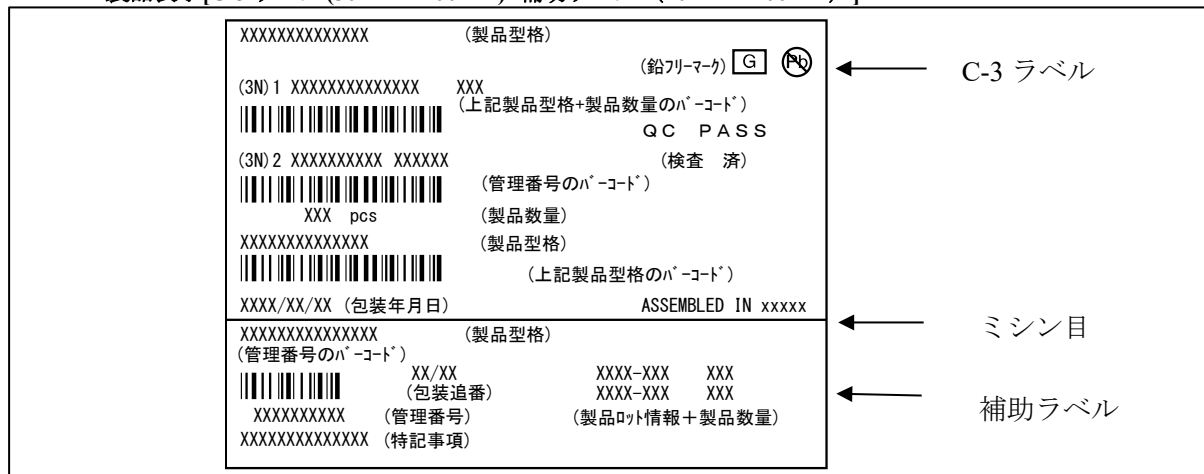 XXXXXXXXXXXXXX (製品型格)
(鉛フリーマーク) G Pb
C-3 ラベル
(3N)1 XXXXXXXXXXXXXX XXX
(上記製品型格+製品数量のバーコード)
QC PASS
(3N)2 XXXXXXXXXX XXXXXX (検査 済)
(管理番号のバーコード)
XXX pcs (製品数量)
XXXXXXXXXXXXXX (製品型格)
(上記製品型格のバーコード)
XXXX/XX/XX (包装年月日) ASSEMBLED IN xxxxx
ミシン目
XXXXXXXXXXXXXXX (製品型格)
(管理番号のバーコード)
XX/XX XXXX-XXX XXX
(包装追番) XXXX-XXX XXX
補助ラベル
XXXXXXXXXX (管理番号) (製品ロット情報+製品数量)
XXXXXXXXXXXXXX (特記事項)